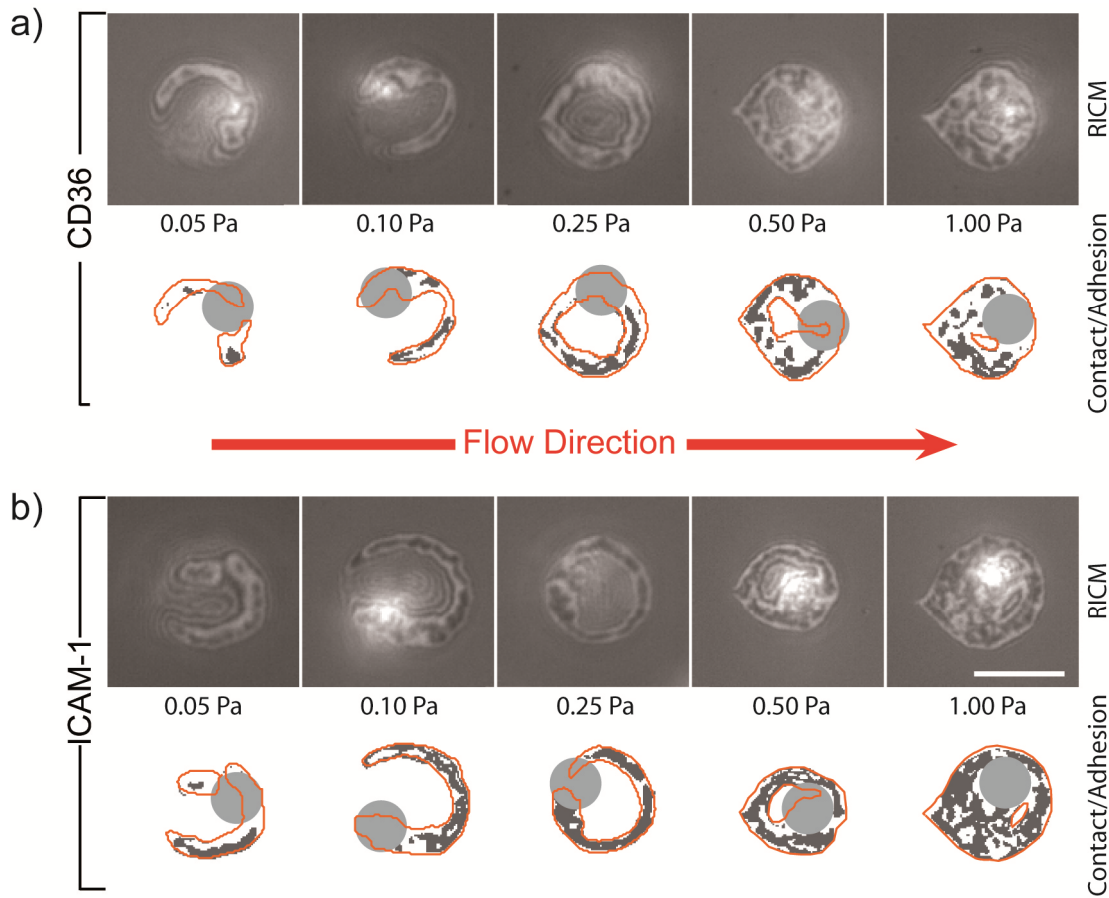 a)
CD36
RICM
0.05 Pa
0.10 Pa
0.25 Pa
0.50 Pa
1.00 Pa
Contact/Adhesion
Flow Direction
b)
ICAM-1
RICM
0.05 Pa
0.10 Pa
0.25 Pa
0.50 Pa
1.00 Pa
Contact/Adhesion